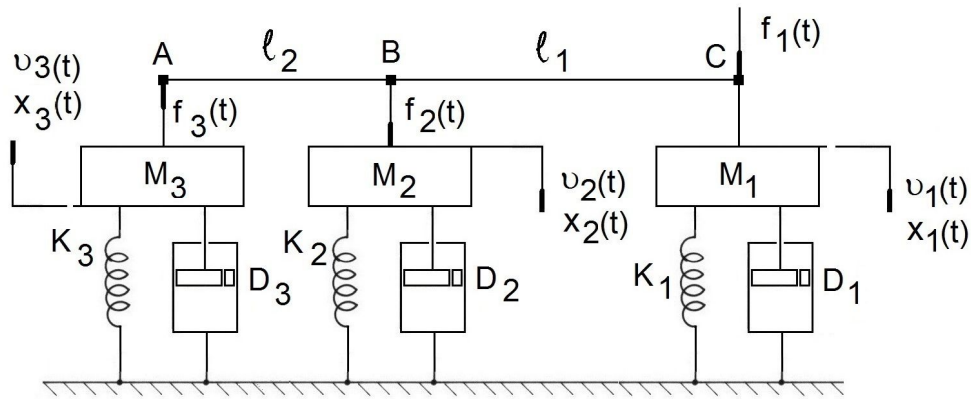 A ℓ2 B ℓ1 C f1(t)
υ3(t)
x3(t)
f3(t) f2(t)
M3 M2 M1
υ2(t)
x2(t)
υ1(t)
x1(t)
K3 D3 K2 D2 K1 D1